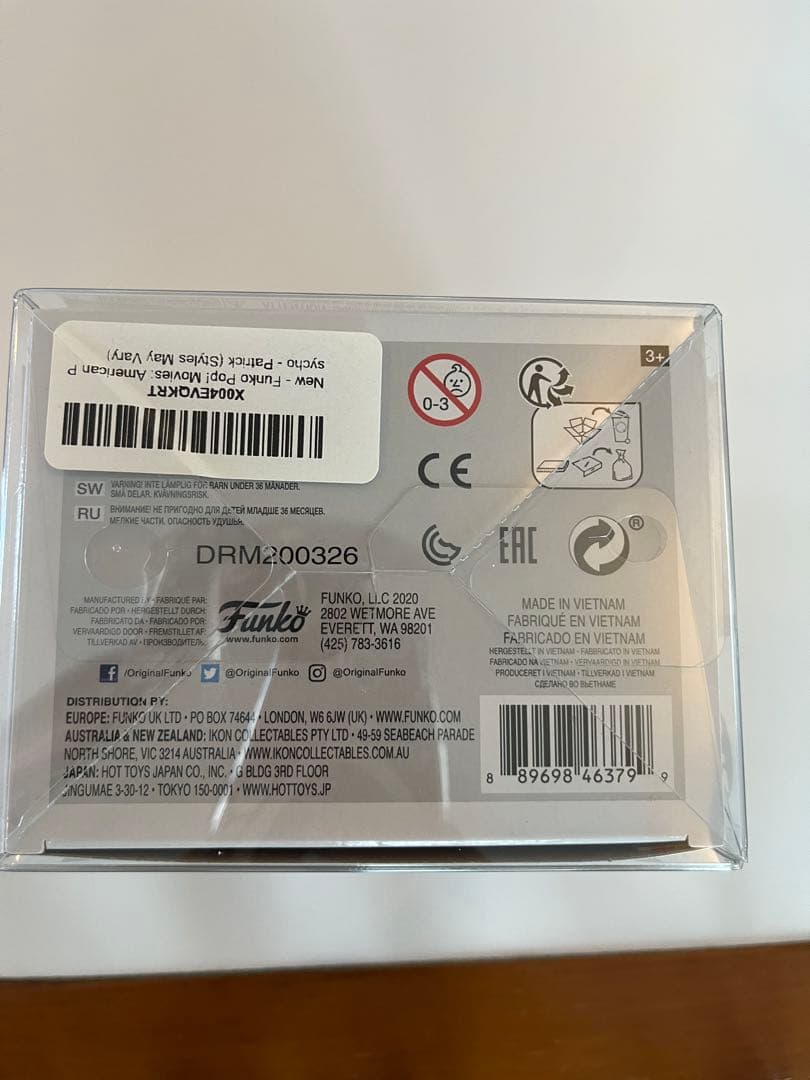 New - Funko Pop! Movies: American P
sycho - Patrick (Styles May Vary)
X004EVQKRT
0-3
3+
CE
SW VARNING! INTE LÄMPLIG FÖR BARN UNDER 36 MÅNADER.
SMÅ DELAR. KVÄVNINGSRISK.
RU ВНИМАНИЕ! НЕ ПРИГОДНО ДЛЯ ДЕТЕЙ МЛАДШЕ 36 МЕСЯЦЕВ.
МЕЛКИЕ ЧАСТИ. ОПАСНОСТЬ УДУШЬЯ.
DRM200326
EAC
®
MANUFACTURED BY • FABRIQUÉ PAR:
FABRICADO POR • HERGESTELLT DURCH:
FABBRICATO DA • FABRICADO POR:
VERVAARDIGD DOOR • FREMSTILLET AF:
TILLVERKAD AV • ПРОИЗВОДИТЕЛЬ:
Funko
www.funko.com
FUNKO, LLC 2020
2802 WETMORE AVE
EVERETT, WA 98201
(425) 783-3616
MADE IN VIETNAM
FABRIQUÉ EN VIETNAM
FABRICADO EN VIETNAM
HERGESTELLT IN VIETNAM • FABBRICATO IN VIETNAM
FABRICADO NA VIETNAM • VERVAARDIGD IN VIETNAM
PRODUCERET I VIETNAM • TILLVERKAD I VIETNAM
СДЕЛАНО ВО ВЬЕТНАМЕ
/OriginalFunko @OriginalFunko @OriginalFunko
DISTRIBUTION BY:
EUROPE: FUNKO UK LTD • PO BOX 74644 • LONDON, W6 6JW (UK) • WWW.FUNKO.COM
AUSTRALIA & NEW ZEALAND: IKON COLLECTABLES PTY LTD • 49-59 SEABEACH PARADE
NORTH SHORE, VIC 3214 AUSTRALIA • WWW.IKONCOLLECTABLES.COM.AU
JAPAN: HOT TOYS JAPAN CO., INC. • G BLDG 3RD FLOOR
JINGUMAE 3-30-12 • TOKYO 150-0001 • WWW.HOTTOYS.JP
8 89698 46379 9